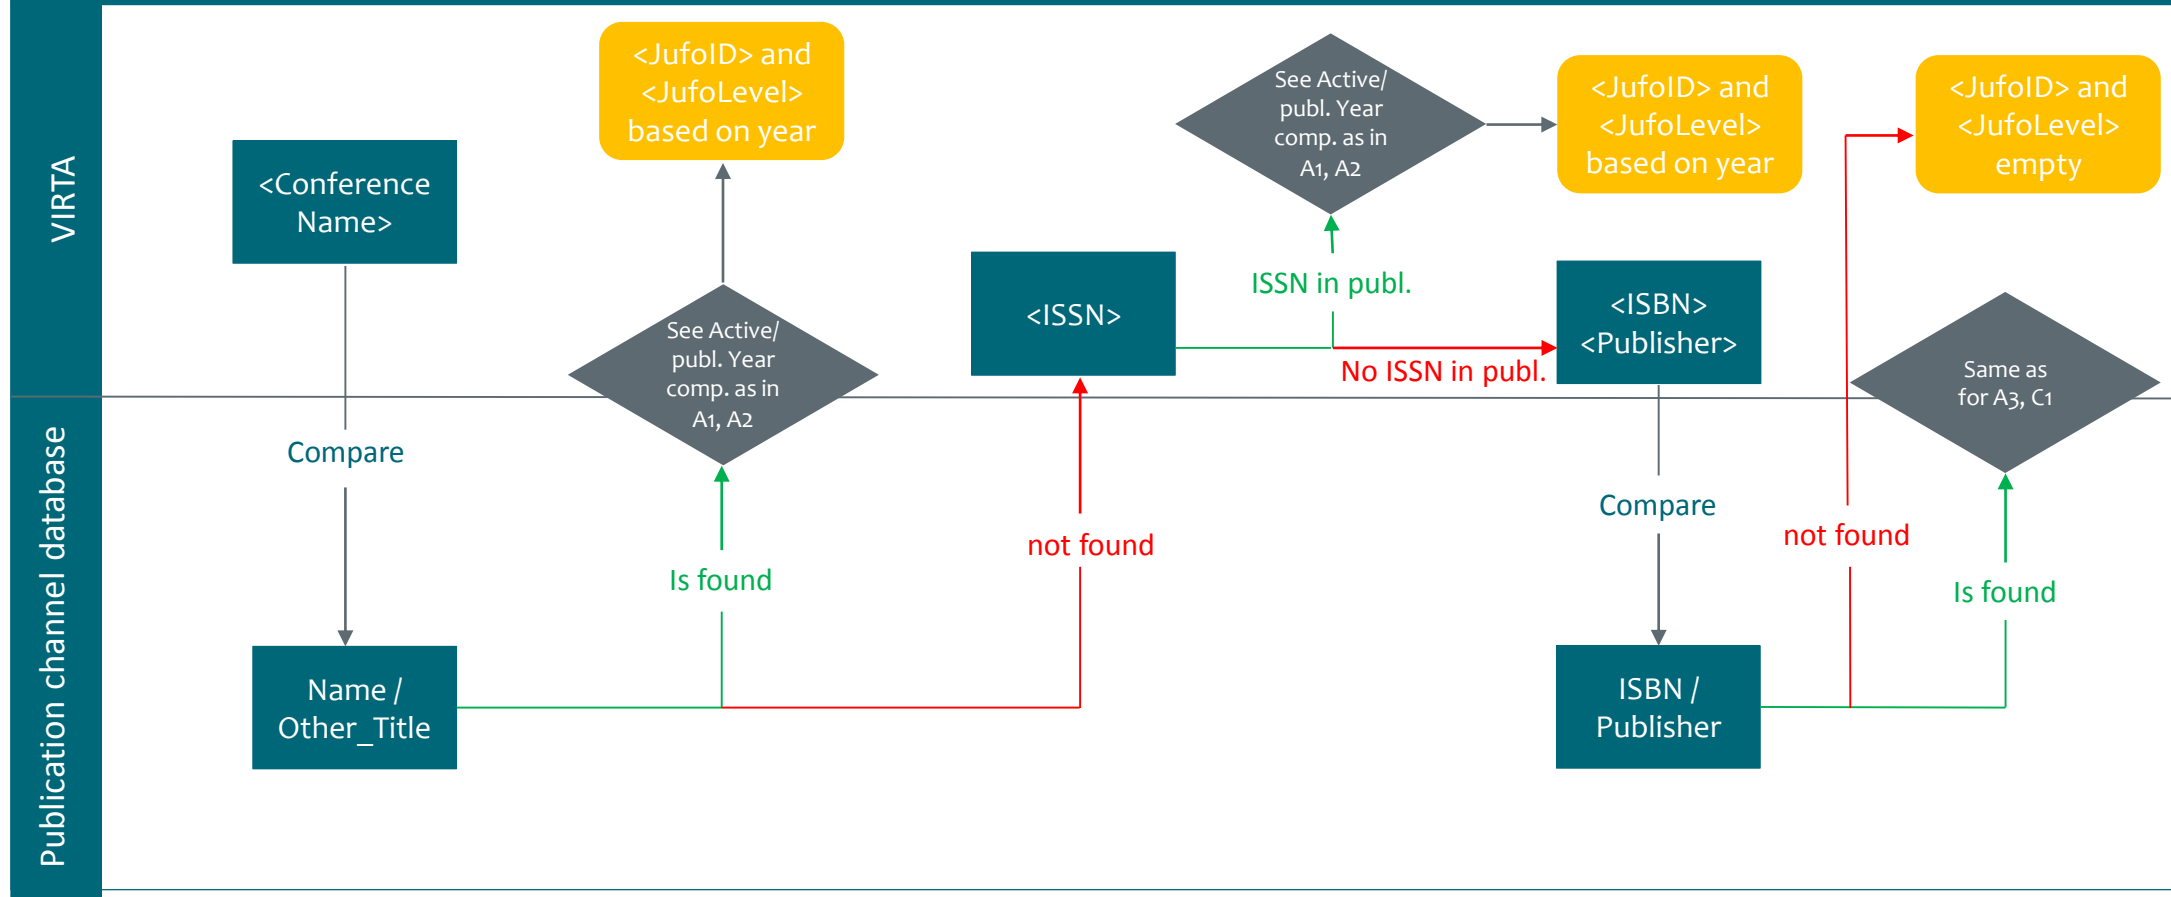 VIRTA
Publication channel database
<Conference
Name>
Compare
Name /
Other_Title
<JufoID> and
<JufoLevel>
based on year
See Active/
publ. Year
comp. as in
A1, A2
Is found
not found
<ISSN>
See Active/
publ. Year
comp. as in
A1, A2
ISSN in publ.
No ISSN in publ.
<JufoID> and
<JufoLevel>
based on year
<ISBN>
<Publisher>
Compare
ISBN /
Publisher
<JufoID> and
<JufoLevel>
empty
not found
Same as
for A3, C1
Is found